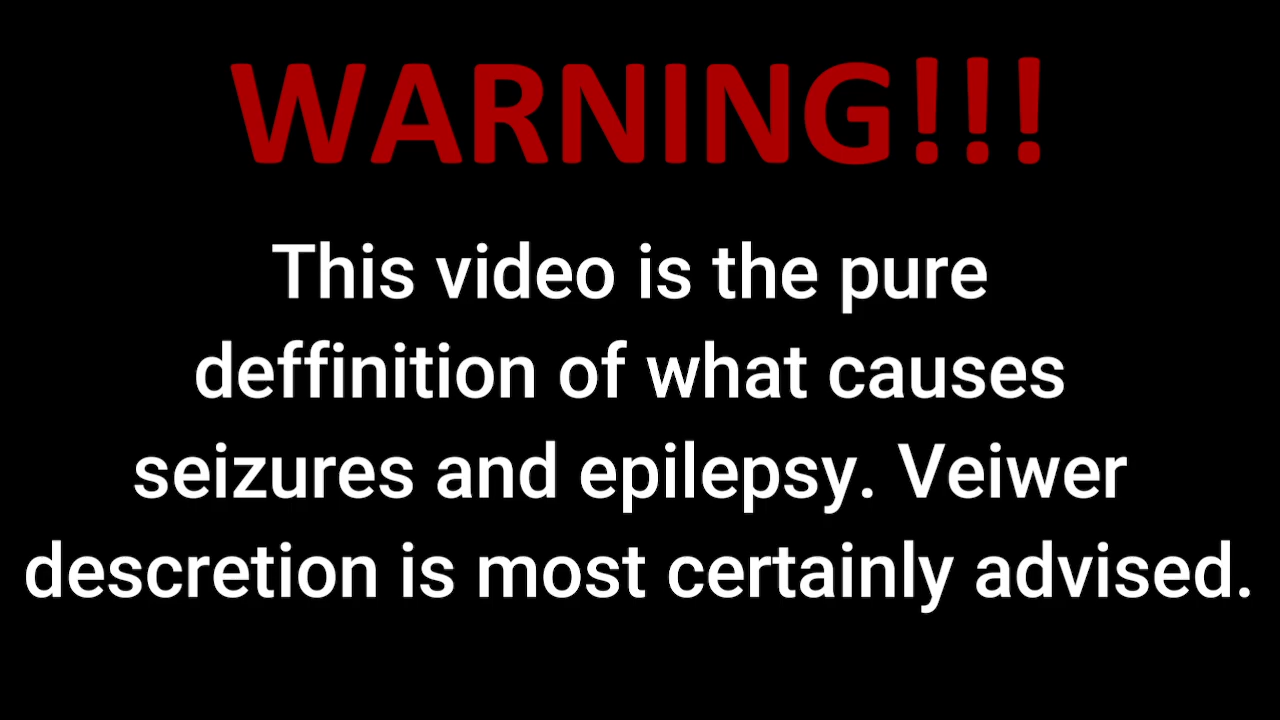 WARNING!!!
This video is the pure
deffinition of what causes
seizures and epilepsy. Veiwer
descretion is most certainly advised.